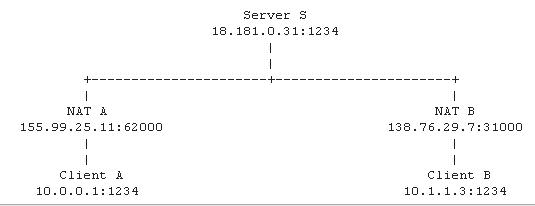 Server S
18.181.0.31:1234
NAT A NAT B
155.99.25.11:62000 138.76.29.7:31000
Client A Client B
10.0.0.1:1234 10.1.1.3:1234